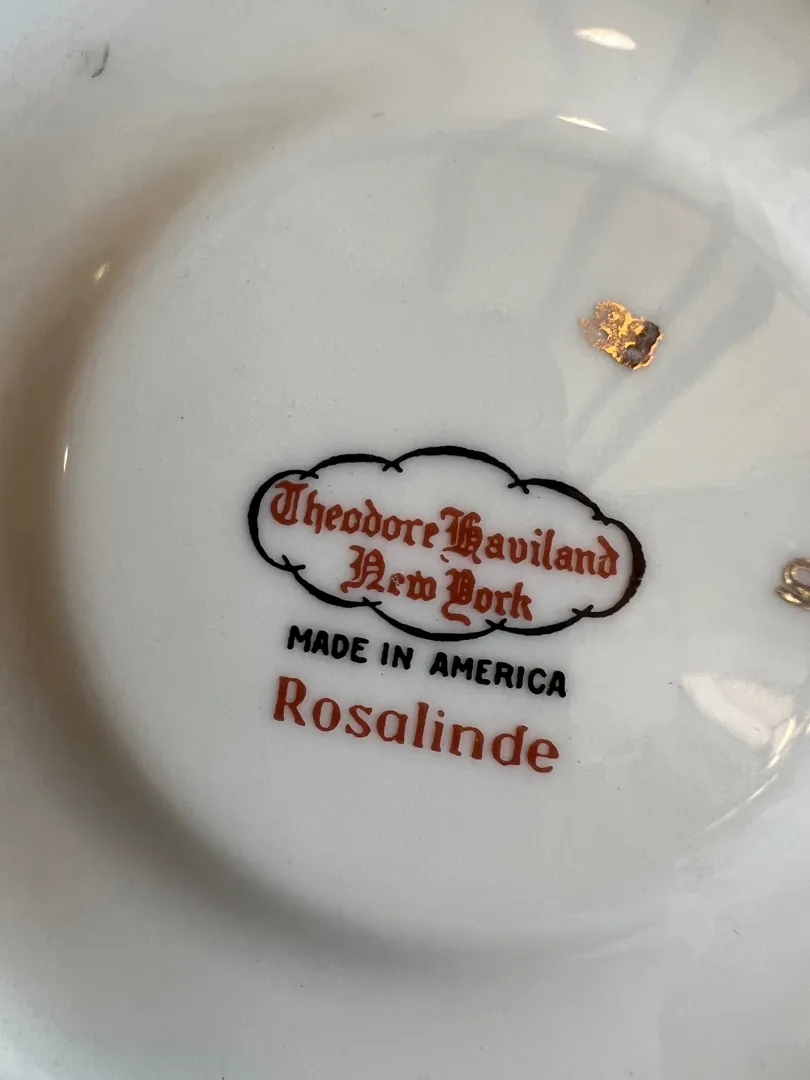 Theodore Haviland
New York
MADE IN AMERICA
Rosalinde